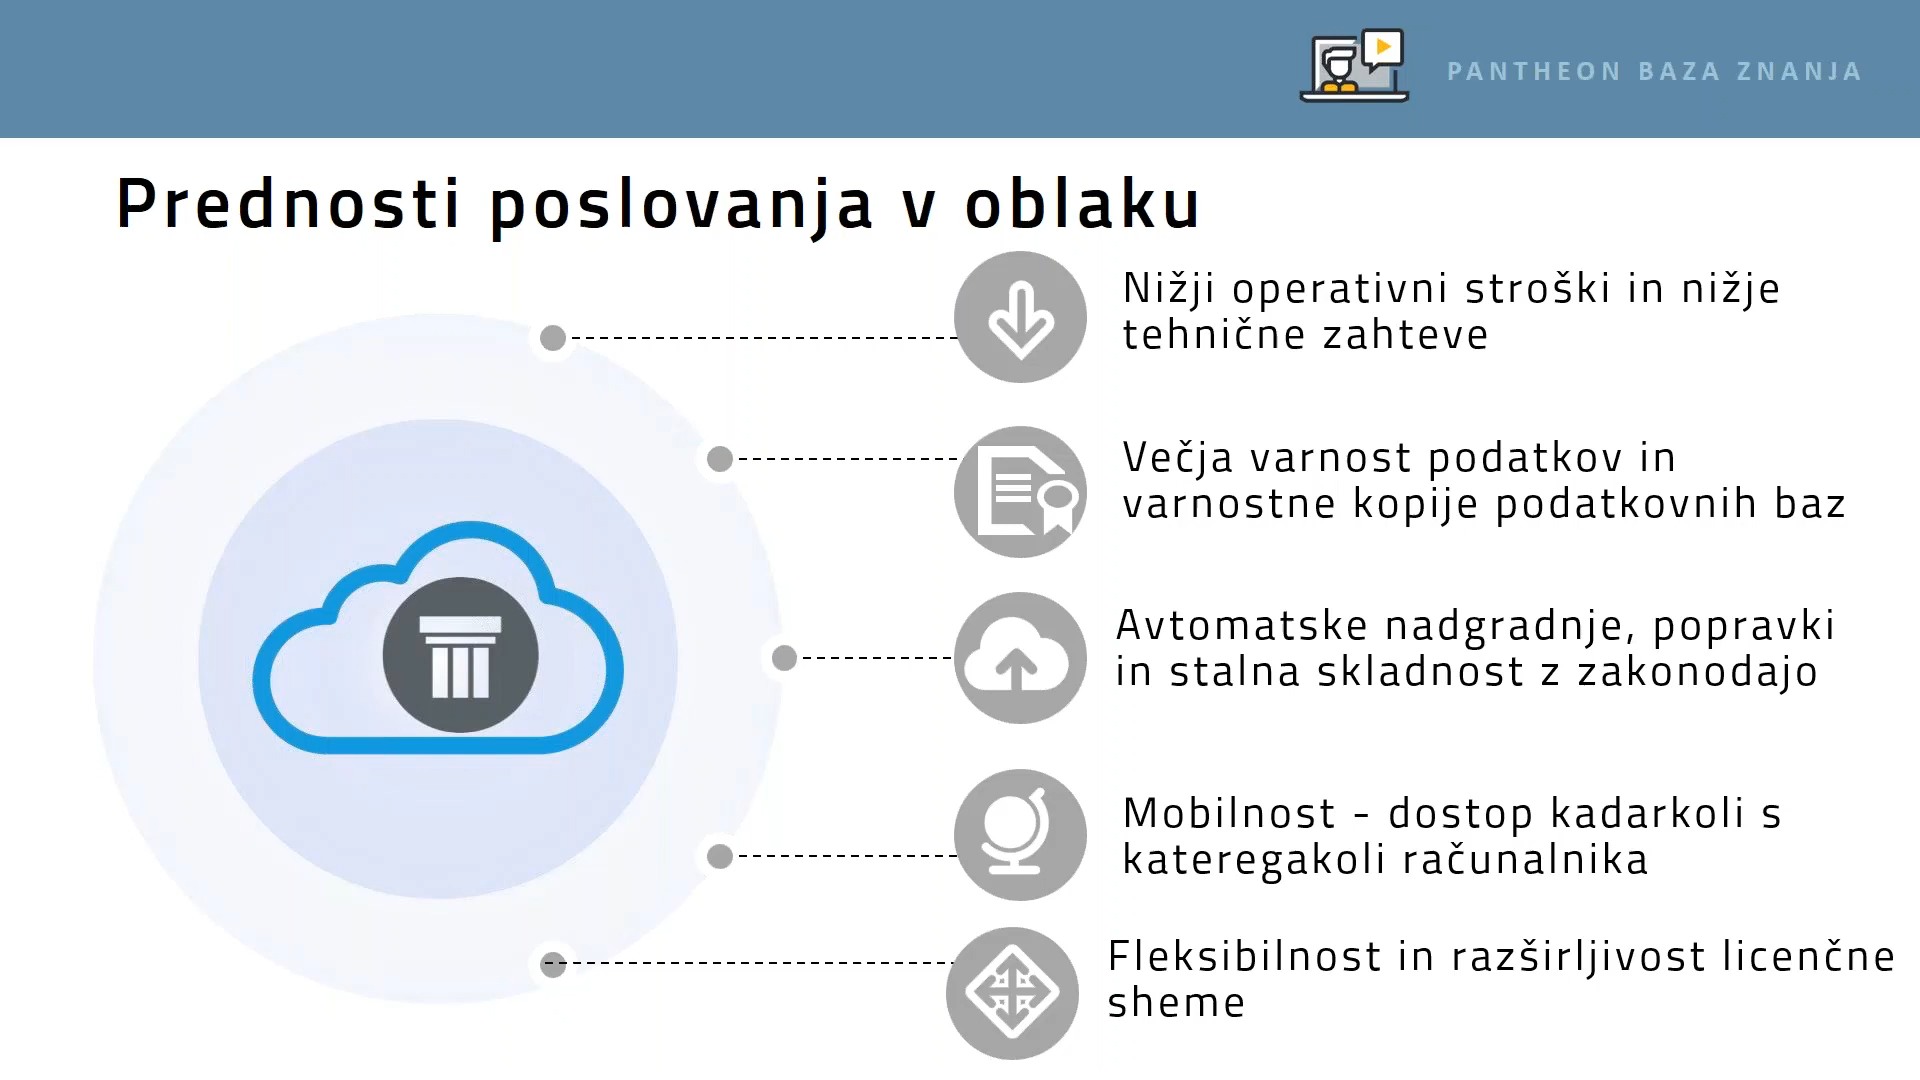 PANTHEON BAZA ZNANJA
Prednosti poslovanja v oblaku
Nižji operativni stroški in nižje
tehnične zahteve
Večja varnost podatkov in
varnostne kopije podatkovnih baz
Avtomatske nadgradnje, popravki
in stalna skladnost z zakonodajo
Mobilnost - dostop kadarkoli s
kateregakoli računalnika
Fleksibilnost in razširljivost licenčne
sheme